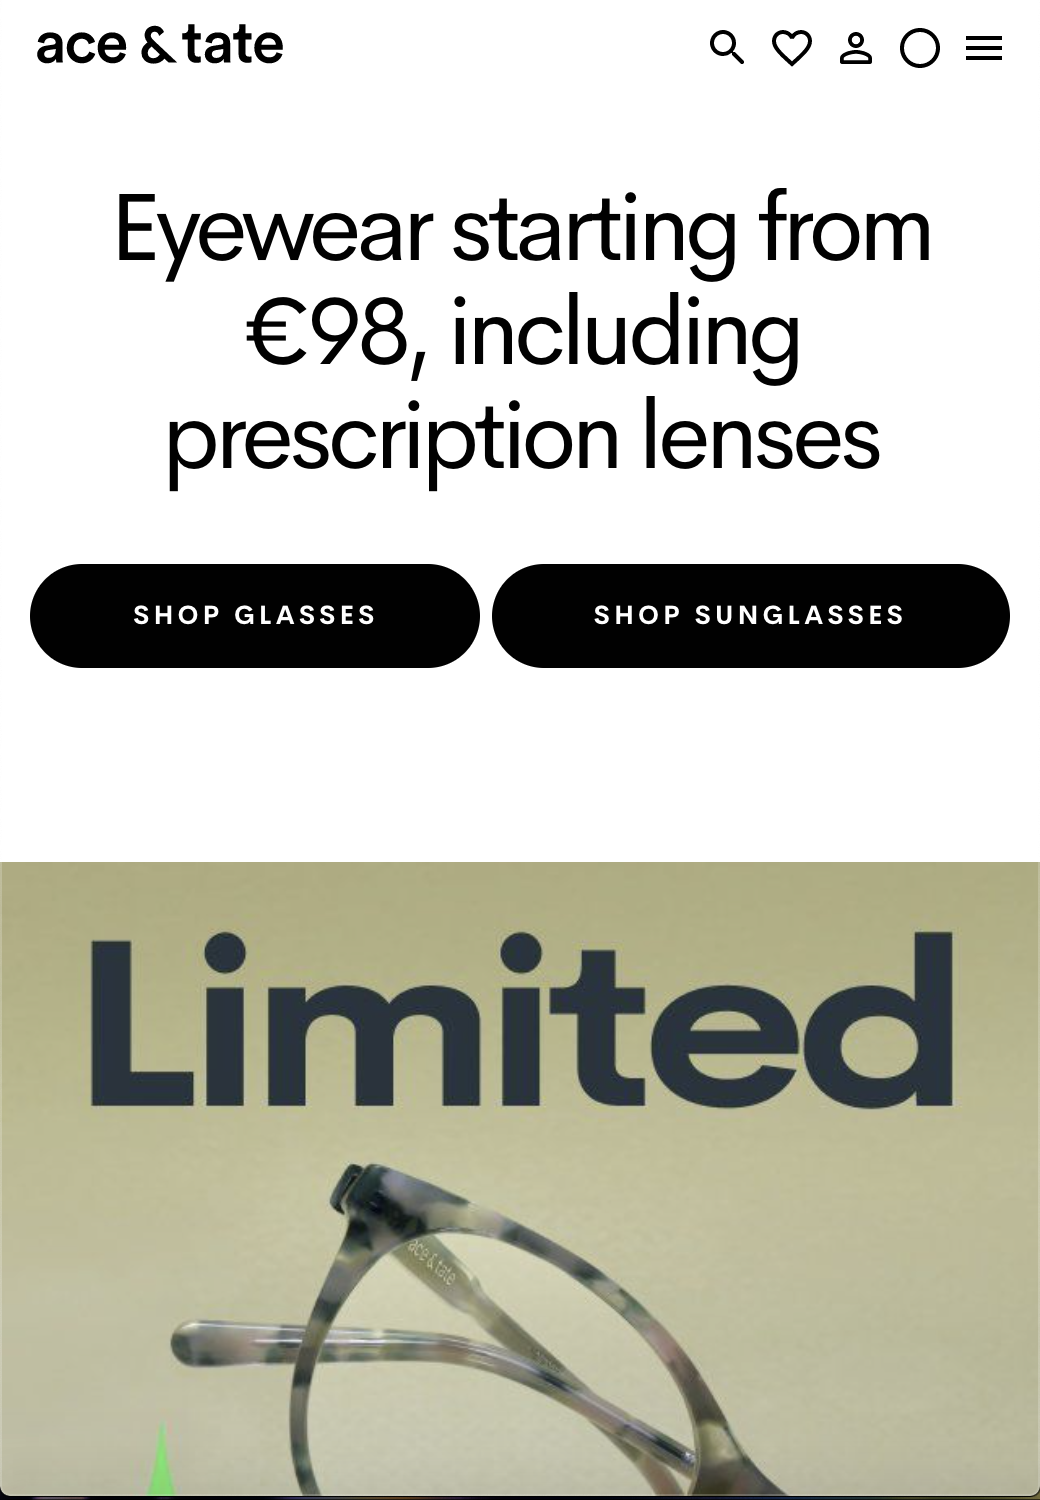 ace & tate
Eyewear starting from
€98, including
prescription lenses
SHOP GLASSES
SHOP SUNGLASSES
Limited
ace & tate